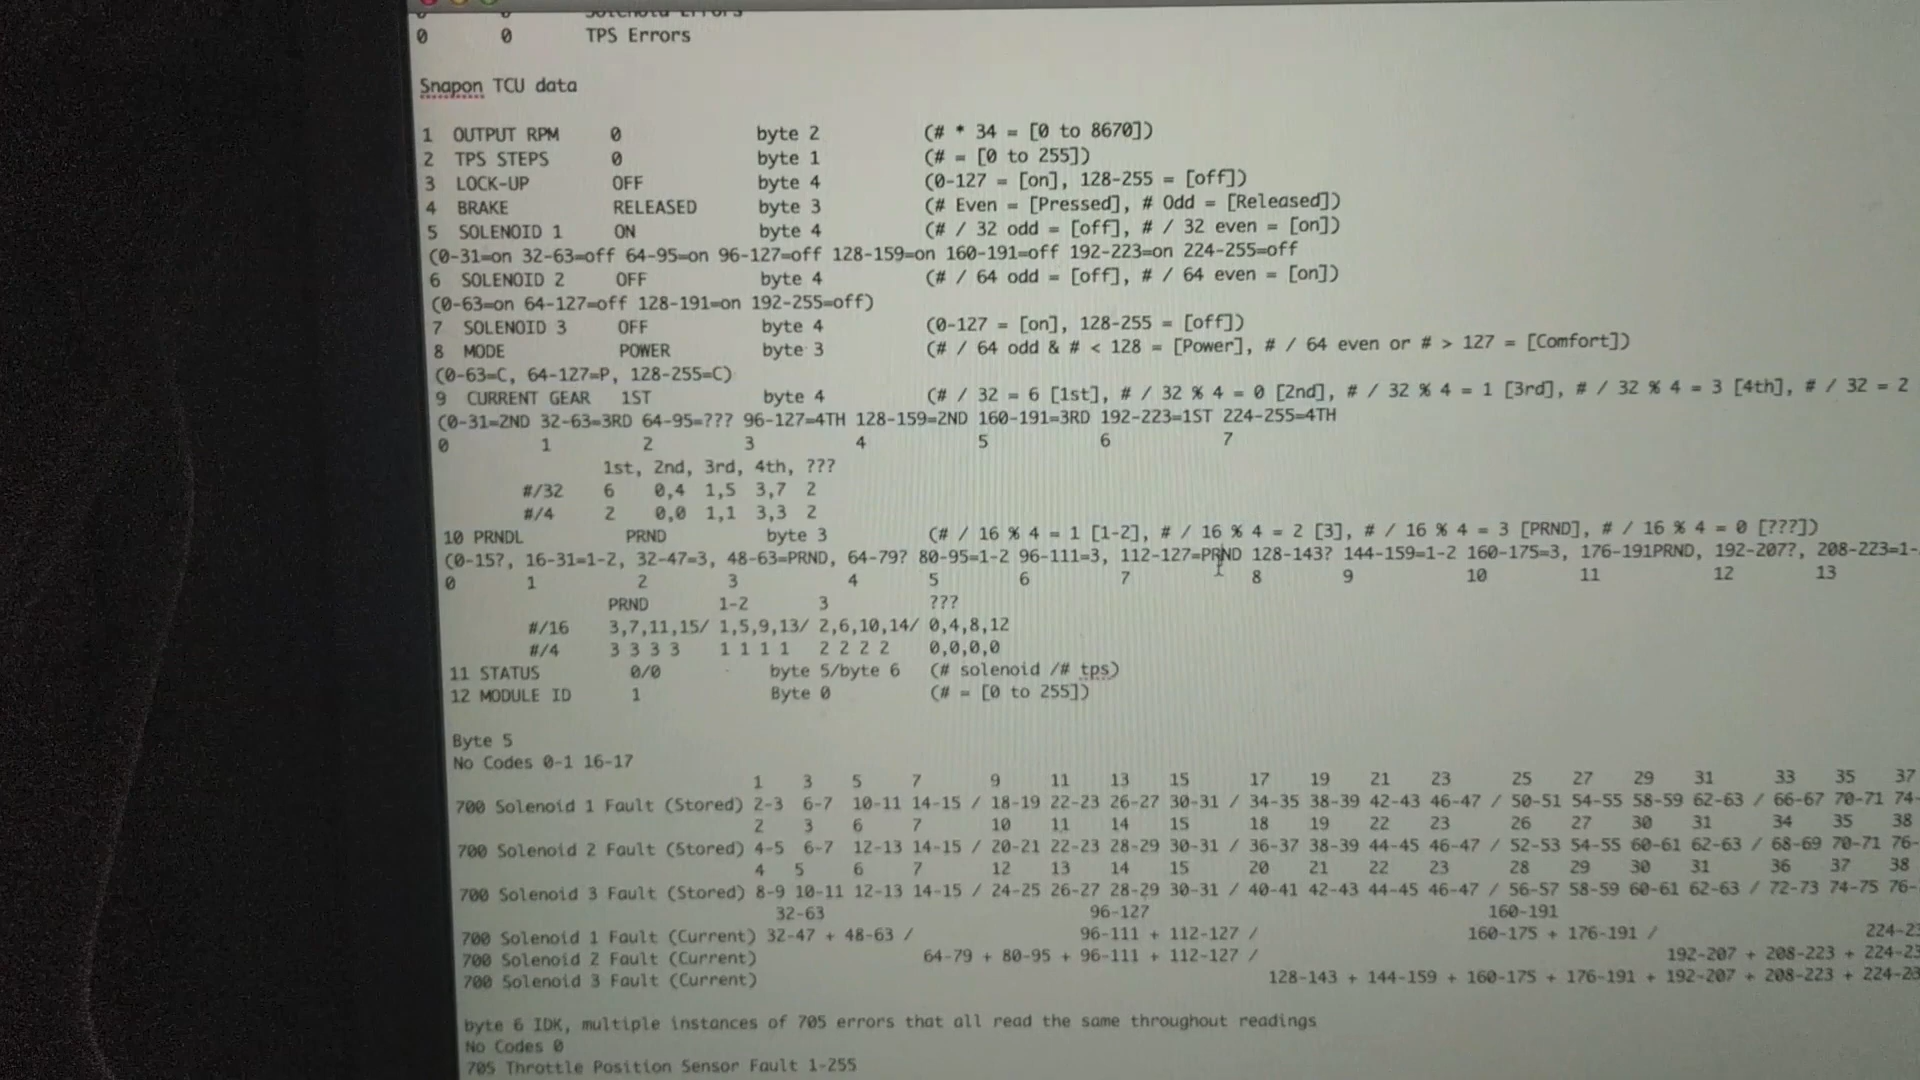 0 0 Solenoid Errors
0 0 TPS Errors
Snapon TCU data
1 OUTPUT RPM 0 byte 2 (# * 34 = [0 to 8670])
2 TPS STEPS 0 byte 1 (# = [0 to 255])
3 LOCK-UP OFF byte 4 (0-127 = [on], 128-255 = [off])
4 BRAKE RELEASED byte 3 (# Even = [Pressed], # Odd = [Released])
5 SOLENOID 1 ON byte 4 (# / 32 odd = [off], # / 32 even = [on])
(0-31=on 32-63=off 64-95=on 96-127=off 128-159=on 160-191=off 192-223=on 224-255=off
6 SOLENOID 2 OFF byte 4 (# / 64 odd = [off], # / 64 even = [on])
(0-63=on 64-127=off 128-191=on 192-255=off)
7 SOLENOID 3 OFF byte 4 (0-127 = [on], 128-255 = [off])
8 MODE POWER byte 3 (# / 64 odd & # < 128 = [Power], # / 64 even or # > 127 = [Comfort])
(0-63=C, 64-127=P, 128-255=C)
9 CURRENT GEAR 1ST byte 4 (# / 32 = 6 [1st], # / 32 % 4 = 0 [2nd], # / 32 % 4 = 1 [3rd], # / 32 % 4 = 3 [4th], # / 32 = 2
(0-31=2ND 32-63=3RD 64-95=??? 96-127=4TH 128-159=2ND 160-191=3RD 192-223=1ST 224-255=4TH
0 1 2 3 4 5 6 7
1st, 2nd, 3rd, 4th, ???
#/32 6 0,4 1,5 3,7 2
#/4 2 0,0 1,1 3,3 2
10 PRNDL PRND byte 3 (# / 16 % 4 = 1 [1-2], # / 16 % 4 = 2 [3], # / 16 % 4 = 3 [PRND], # / 16 % 4 = 0 [???])
(0-15?, 16-31=1-2, 32-47=3, 48-63=PRND, 64-79? 80-95=1-2 96-111=3, 112-127=PRND 128-143? 144-159=1-2 160-175=3, 176-191PRND, 192-207?, 208-223=1-
0 1 2 3 4 5 6 7 8 9 10 11 12 13
PRND 1-2 3 ???
#/16 3,7,11,15/ 1,5,9,13/ 2,6,10,14/ 0,4,8,12
#/4 3 3 3 3 1 1 1 1 2 2 2 2 0,0,0,0
11 STATUS 0/0 byte 5/byte 6 (# solenoid /# tps)
12 MODULE ID 1 Byte 0 (# = [0 to 255])
Byte 5
No Codes 0-1 16-17
1 3 5 7 9 11 13 15 17 19 21 23 25 27 29 31 33 35 37
700 Solenoid 1 Fault (Stored) 2-3 6-7 10-11 14-15 / 18-19 22-23 26-27 30-31 / 34-35 38-39 42-43 46-47 / 50-51 54-55 58-59 62-63 / 66-67 70-71 74-
2 3 6 7 10 11 14 15 18 19 22 23 26 27 30 31 34 35 38
700 Solenoid 2 Fault (Stored) 4-5 6-7 12-13 14-15 / 20-21 22-23 28-29 30-31 / 36-37 38-39 44-45 46-47 / 52-53 54-55 60-61 62-63 / 68-69 70-71 76-
4 5 6 7 12 13 14 15 20 21 22 23 28 29 30 31 36 37 38
700 Solenoid 3 Fault (Stored) 8-9 10-11 12-13 14-15 / 24-25 26-27 28-29 30-31 / 40-41 42-43 44-45 46-47 / 56-57 58-59 60-61 62-63 / 72-73 74-75 76-
32-63 96-127 160-191
700 Solenoid 1 Fault (Current) 32-47 + 48-63 / 96-111 + 112-127 / 160-175 + 176-191 / 224-23
700 Solenoid 2 Fault (Current) 64-79 + 80-95 + 96-111 + 112-127 / 192-207 + 208-223 + 224-23
700 Solenoid 3 Fault (Current) 128-143 + 144-159 + 160-175 + 176-191 + 192-207 + 208-223 + 224-23
byte 6 IDK, multiple instances of 705 errors that all read the same throughout readings
No Codes 0
705 Throttle Position Sensor Fault 1-255